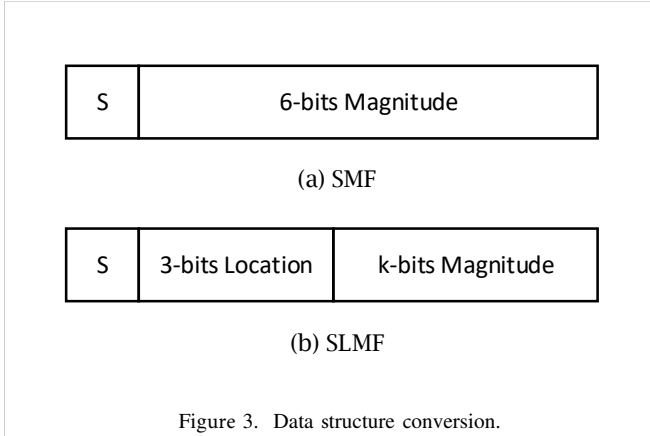 S 6-bits Magnitude
(a) SMF
S 3-bits Location k-bits Magnitude
(b) SLMF
Figure 3. Data structure conversion.